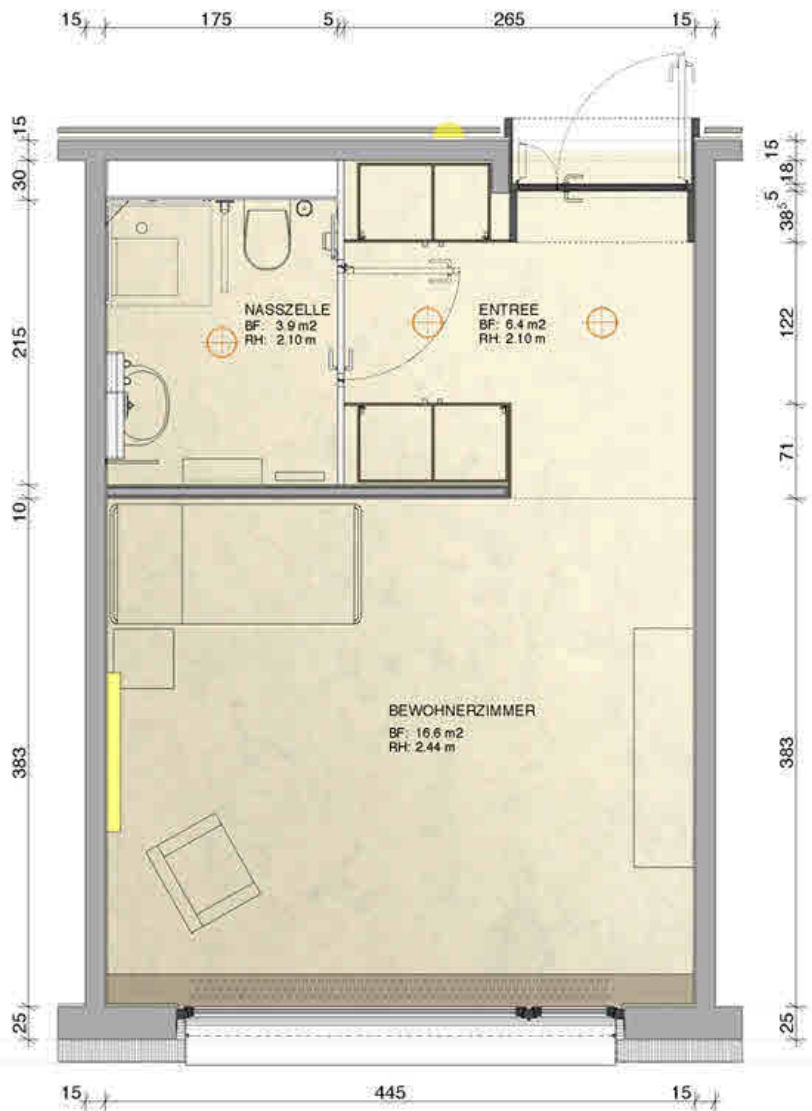 15 175 5 265 15
15
30
215
10
383
25
15
18
5
38⁵
122
71
383
25
NASSZELLE
BF: 3.9 m2
RH: 2.10 m
ENTREE
BF: 6.4 m2
RH: 2.10 m
BEWOHNERZIMMER
BF: 16.6 m2
RH: 2.44 m
15 445 15